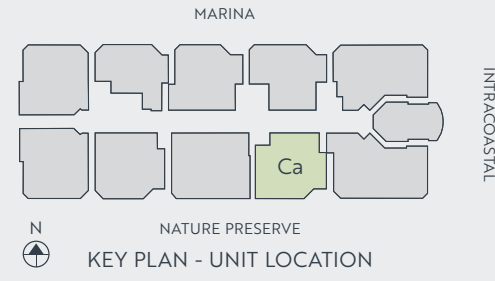 MARINA
INTRACOASTAL
Ca
N
NATURE PRESERVE
KEY PLAN - UNIT LOCATION